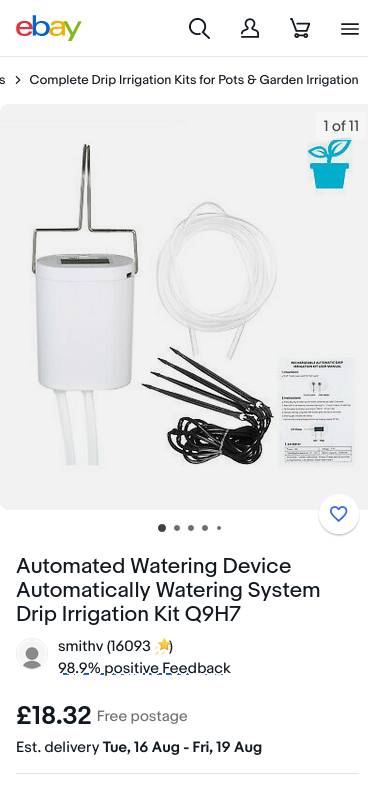 ebay
s > Complete Drip Irrigation Kits for Pots & Garden Irrigation
1 of 11
RECHARGEABLE AUTOMATIC DRIP
IRRIGATION KIT USER MANUAL
Automated Watering Device
Automatically Watering System
Drip Irrigation Kit Q9H7
smithv (16093)
98.9% positive Feedback
£18.32 Free postage
Est. delivery Tue, 16 Aug - Fri, 19 Aug